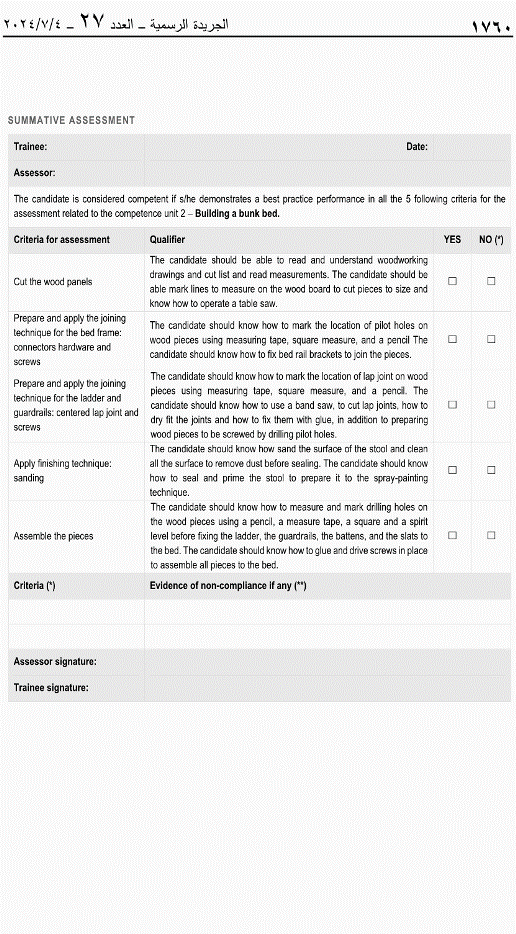 ١٧٦٠ الجريدة الرسمية ــ العدد ٢٧ ــ ٢٠٢٤/٧/٤
SUMMATIVE ASSESSMENT
Trainee: Date:
Assessor:
The candidate is considered competent if s/he demonstrates a best practice performance in all the 5 following criteria for the
assessment related to the competence unit 2 – Building a bunk bed.
Criteria for assessment Qualifier YES NO (*)
Cut the wood panels
The candidate should be able to read and understand woodworking
drawings and cut list and read measurements. The candidate should be
able mark lines to measure on the wood board to cut pieces to size and
know how to operate a table saw.
☐ ☐
Prepare and apply the joining
technique for the bed frame:
connectors hardware and
screws
The candidate should know how to mark the location of pilot holes on
wood pieces using measuring tape, square measure, and a pencil The
candidate should know how to fix bed rail brackets to join the pieces.
☐ ☐
Prepare and apply the joining
technique for the ladder and
guardrails: centered lap joint and
screws
The candidate should know how to mark the location of lap joint on wood
pieces using measuring tape, square measure, and a pencil. The
candidate should know how to use a band saw, to cut lap joints, how to
dry fit the joints and how to fix them with glue, in addition to preparing
wood pieces to be screwed by drilling pilot holes.
☐ ☐
Apply finishing technique:
sanding
The candidate should know how sand the surface of the stool and clean
all the surface to remove dust before sealing. The candidate should know
how to seal and prime the stool to prepare it to the spray-painting
technique.
☐ ☐
Assemble the pieces
The candidate should know how to measure and mark drilling holes on
the wood pieces using a pencil, a measure tape, a square and a spirit
level before fixing the ladder, the guardrails, the battens, and the slats to
the bed. The candidate should know how to glue and drive screws in place
to assemble all pieces to the bed.
☐ ☐
Criteria (*) Evidence of non-compliance if any (**)
Assessor signature:
Trainee signature: